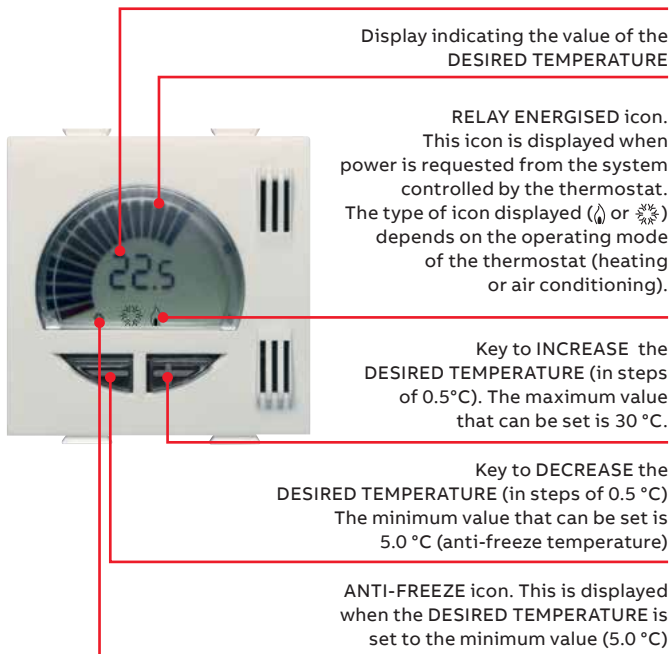 Display indicating the value of the
DESIRED TEMPERATURE
RELAY ENERGISED icon.
This icon is displayed when
power is requested from the system
controlled by the thermostat.
The type of icon displayed ( or )
depends on the operating mode
of the thermostat (heating
or air conditioning).
22.5
Key to INCREASE the
DESIRED TEMPERATURE (in steps
of 0.5°C). The maximum value
that can be set is 30 °C.
Key to DECREASE the
DESIRED TEMPERATURE (in steps of 0.5 °C)
The minimum value that can be set is
5.0 °C (anti-freeze temperature)
ANTI-FREEZE icon. This is displayed
when the DESIRED TEMPERATURE is
set to the minimum value (5.0 °C)